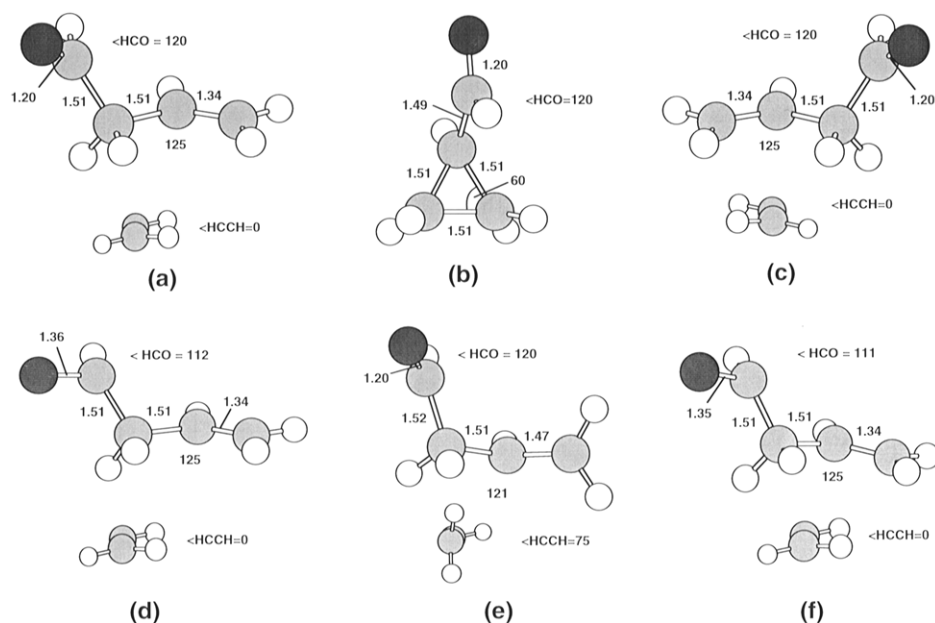 <HCO = 120
1.20
1.51
1.51
1.34
125
<HCCH=0
(a)
1.20
1.49
<HCO=120
1.51
1.51
60
1.51
(b)
<HCO = 120
1.34
1.51
1.51
1.20
125
<HCCH=0
(c)
1.36
< HCO = 112
1.51
1.51
1.34
125
<HCCH=0
(d)
< HCO = 120
1.20
1.52
1.51
1.47
121
<HCCH=75
(e)
< HCO = 111
1.35
1.51
1.51
1.34
125
<HCCH=0
(f)